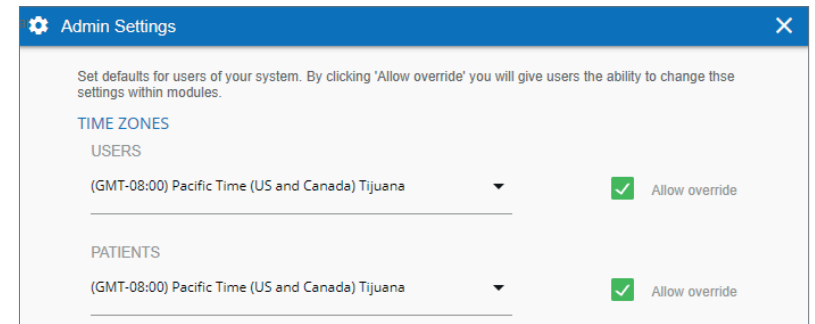 Admin Settings
Set defaults for users of your system. By clicking 'Allow override' you will give users the ability to change thse
settings within modules.
TIME ZONES
USERS
(GMT-08:00) Pacific Time (US and Canada) Tijuana
Allow override
PATIENTS
(GMT-08:00) Pacific Time (US and Canada) Tijuana
Allow override